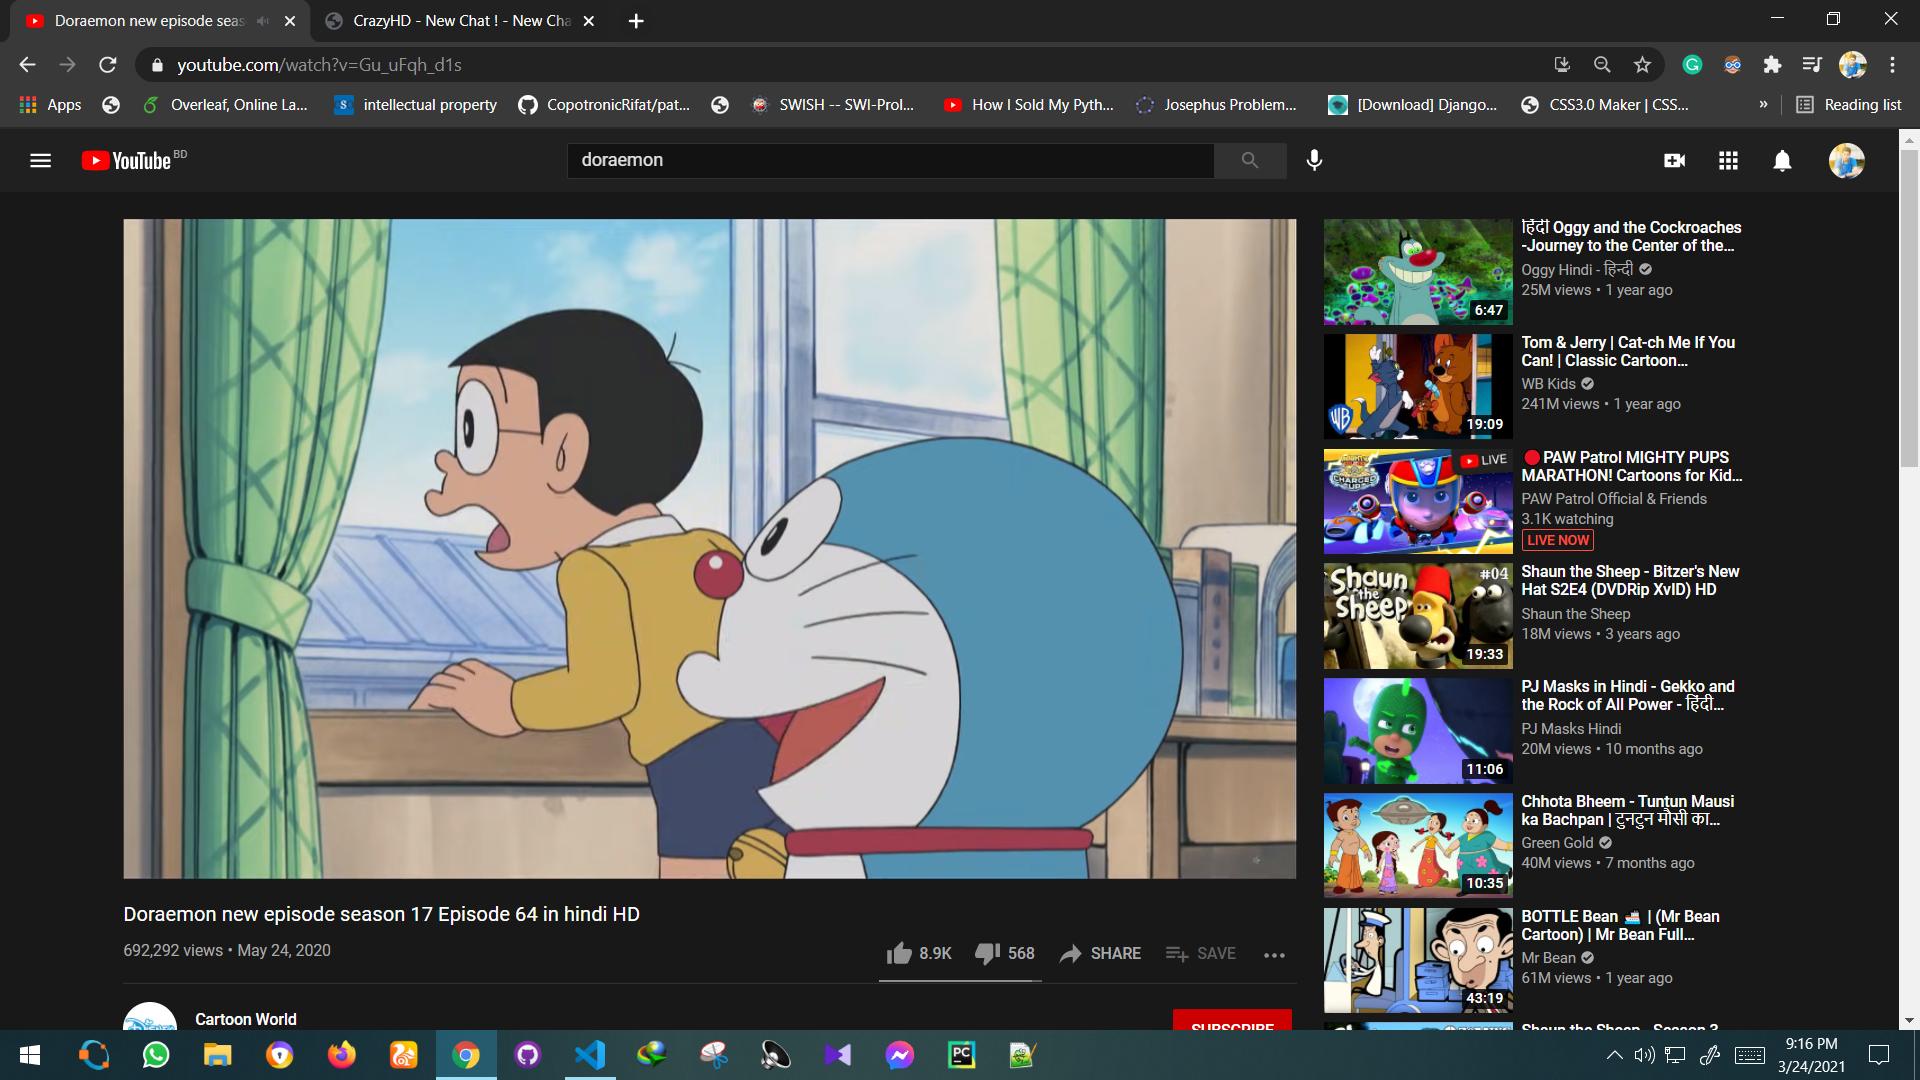 Doraemon new episode seas
CrazyHD - New Chat ! - New Cha
youtube.com/watch?v=Gu_uFqh_d1s
Apps
Overleaf, Online La...
intellectual property
CopotronicRifat/pat...
SWISH -- SWI-Prol...
How I Sold My Pyth...
Josephus Problem...
[Download] Django...
CSS3.0 Maker | CSS...
»
Reading list
YouTube BD
doraemon
हिंदी Oggy and the Cockroaches
-Journey to the Center of the...
Oggy Hindi - हिन्दी
25M views • 1 year ago
6:47
Tom & Jerry | Cat-ch Me If You
Can! | Classic Cartoon...
WB Kids
241M views • 1 year ago
WB
19:09
PAW Patrol MIGHTY PUPS
MARATHON! Cartoons for Kid...
PAW Patrol Official & Friends
3.1K watching
LIVE NOW
LIVE
CHARGED UP
Shaun the Sheep - Bitzer's New
Hat S2E4 (DVDRip XviD) HD
Shaun the Sheep
18M views • 3 years ago
Shaun the Sheep
#04
19:33
PJ Masks in Hindi - Gekko and
the Rock of All Power - हिंदी...
PJ Masks Hindi
20M views • 10 months ago
11:06
Chhota Bheem - Tuntun Mausi
ka Bachpan | टुनटुन मौसी का...
Green Gold
40M views • 7 months ago
10:35
BOTTLE Bean | (Mr Bean
Cartoon) | Mr Bean Full...
Mr Bean
61M views • 1 year ago
43:19
Shaun the Sheep - Season 3
Doraemon new episode season 17 Episode 64 in hindi HD
692,292 views • May 24, 2020
8.9K
568
SHARE
SAVE
Cartoon World
SUBSCRIBE
PC
9:16 PM
3/24/2021